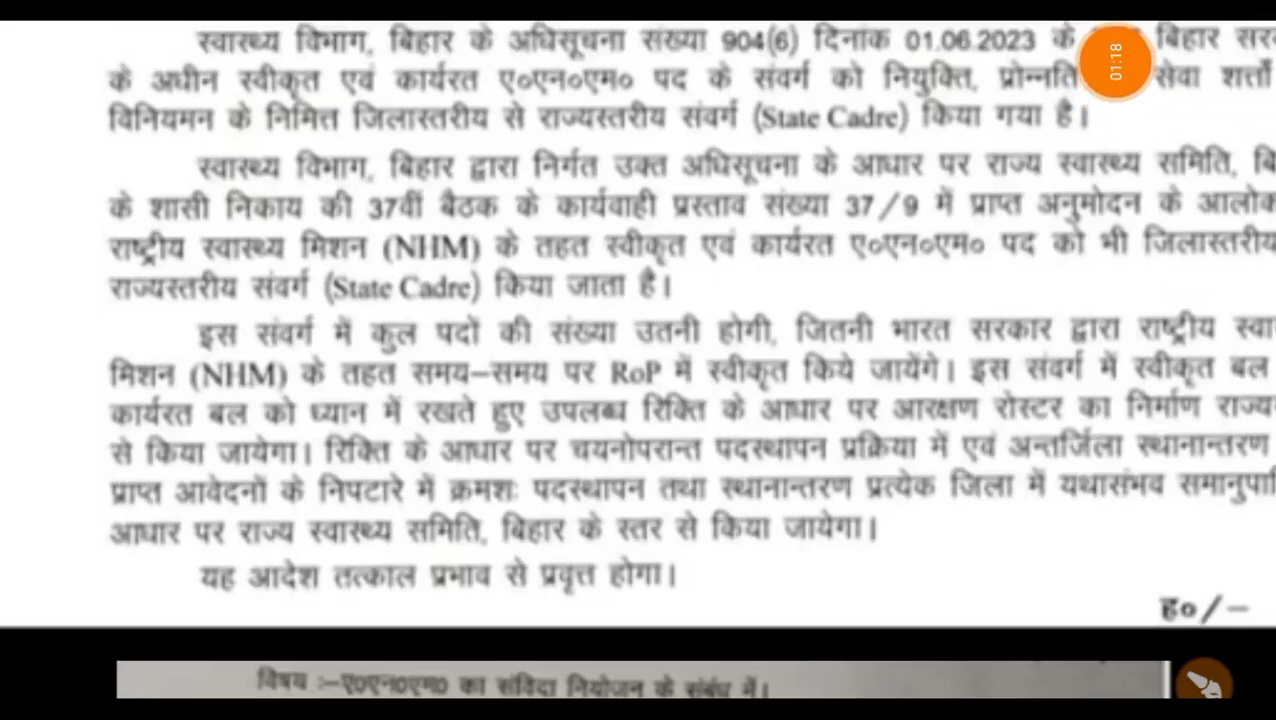 स्वास्थ्य विभाग, बिहार के अधिसूचना संख्या 904(6) दिनांक 01.06.2023 के बिहार सर
01:18
के अधीन स्वीकृत एवं कार्यरत ए०एन०एम० पद के संवर्ग को नियुक्ति, प्रोन्नति सेवा शर्त्तों
विनियमन के निमित्त जिलास्तरीय से राज्यस्तरीय संवर्ग (State Cadre) किया गया है।
स्वास्थ्य विभाग, बिहार द्वारा निर्गत उक्त अधिसूचना के आधार पर राज्य स्वास्थ्य समिति, बि
के शासी निकाय की 37वीं बैठक के कार्यवाही प्रस्ताव संख्या 37/9 में प्राप्त अनुमोदन के आलोक
राष्ट्रीय स्वास्थ्य मिशन (NHM) के तहत स्वीकृत एवं कार्यरत ए०एन०एम० पद को भी जिलास्तरीय
राज्यस्तरीय संवर्ग (State Cadre) किया जाता है।
इस संवर्ग में कुल पदों की संख्या उतनी होगी, जितनी भारत सरकार द्वारा राष्ट्रीय स्वा
मिशन (NHM) के तहत समय–समय पर RoP में स्वीकृत किये जायेंगे। इस संवर्ग में स्वीकृत बल
कार्यरत बल को ध्यान में रखते हुए उपलब्ध रिक्ति के आधार पर आरक्षण रोस्टर का निर्माण राज्य
से किया जायेगा। रिक्ति के आधार पर चयनोपरान्त पदस्थापन प्रक्रिया में एवं अन्तर्जिला स्थानान्तरण
प्राप्त आवेदनों के निपटारे में क्रमशः पदस्थापन तथा स्थानान्तरण प्रत्येक जिला में यथासंभव समानुपाति
आधार पर राज्य स्वास्थ्य समिति, बिहार के स्तर से किया जायेगा।
यह आदेश तत्काल प्रभाव से प्रवृत्त होगा।
ह०/–
विषय :–ए०एन०एम० का संविदा नियोजन के संबंध में।